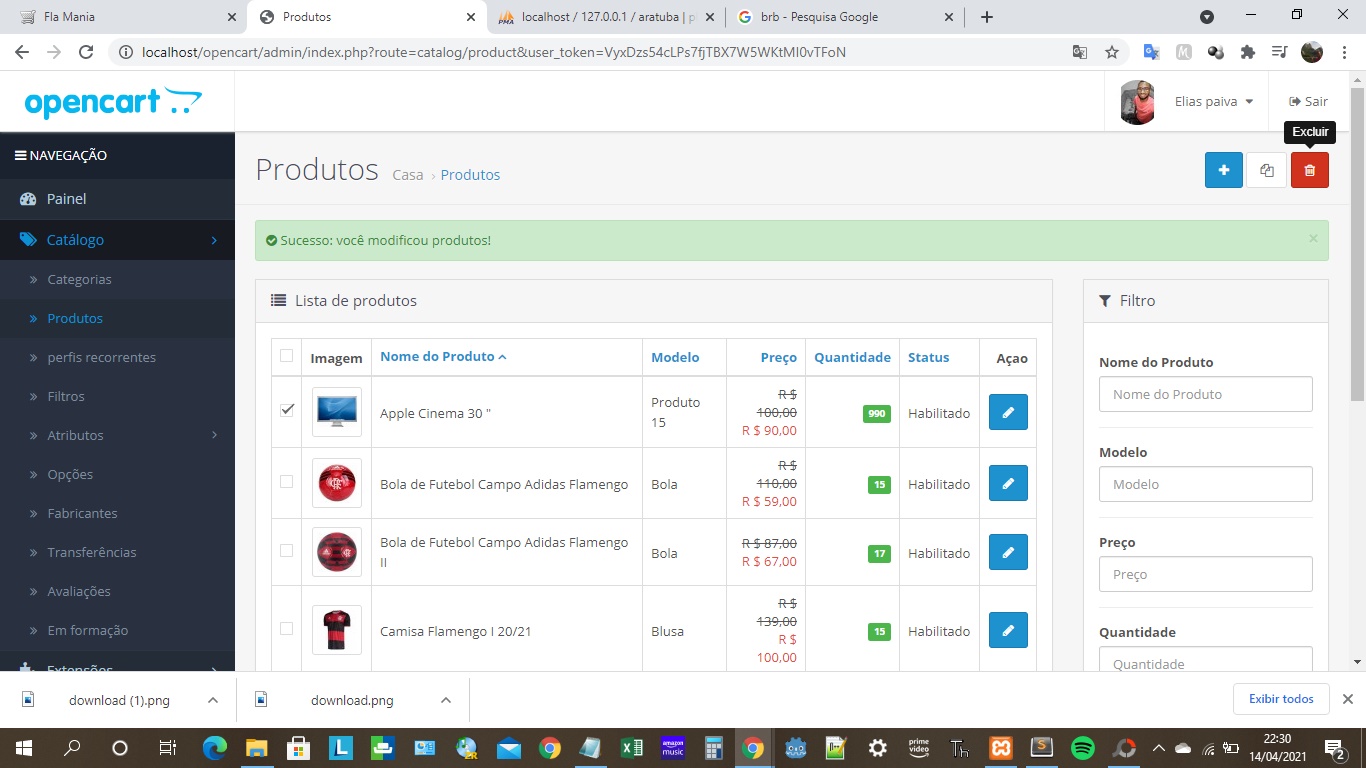 Fla Mania
Produtos
localhost / 127.0.0.1 / aratuba | p
brb - Pesquisa Google
localhost/opencart/admin/index.php?route=catalog/product&user_token=VyxDzs54cLPs7fjTBX7W5WKtMI0vTFoN
opencart
Elias paiva
Sair
Excluir
NAVEGAÇÃO
Painel
Catálogo
Categorias
Produtos
perfis recorrentes
Filtros
Atributos
Opções
Fabricantes
Transferências
Avaliações
Em formação
Extensões
Produtos
Casa › Produtos
Sucesso: você modificou produtos!
×
Lista de produtos
Imagem Nome do Produto Modelo Preço Quantidade Status Açao
Apple Cinema 30 "
Produto
15
R $
100,00
R $ 90,00
990
Habilitado
Bola de Futebol Campo Adidas Flamengo
Bola
R $
110,00
R $ 59,00
15
Habilitado
Bola de Futebol Campo Adidas Flamengo
II
Bola
R $ 87,00
R $ 67,00
17
Habilitado
Camisa Flamengo I 20/21
Blusa
R $
139,00
R $
100,00
15
Habilitado
Filtro
Nome do Produto
Nome do Produto
Modelo
Modelo
Preço
Preço
Quantidade
Quantidade
download (1).png
download.png
Exibir todos
L
amazon
music
prime
video
Th
S
22:30
14/04/2021
2